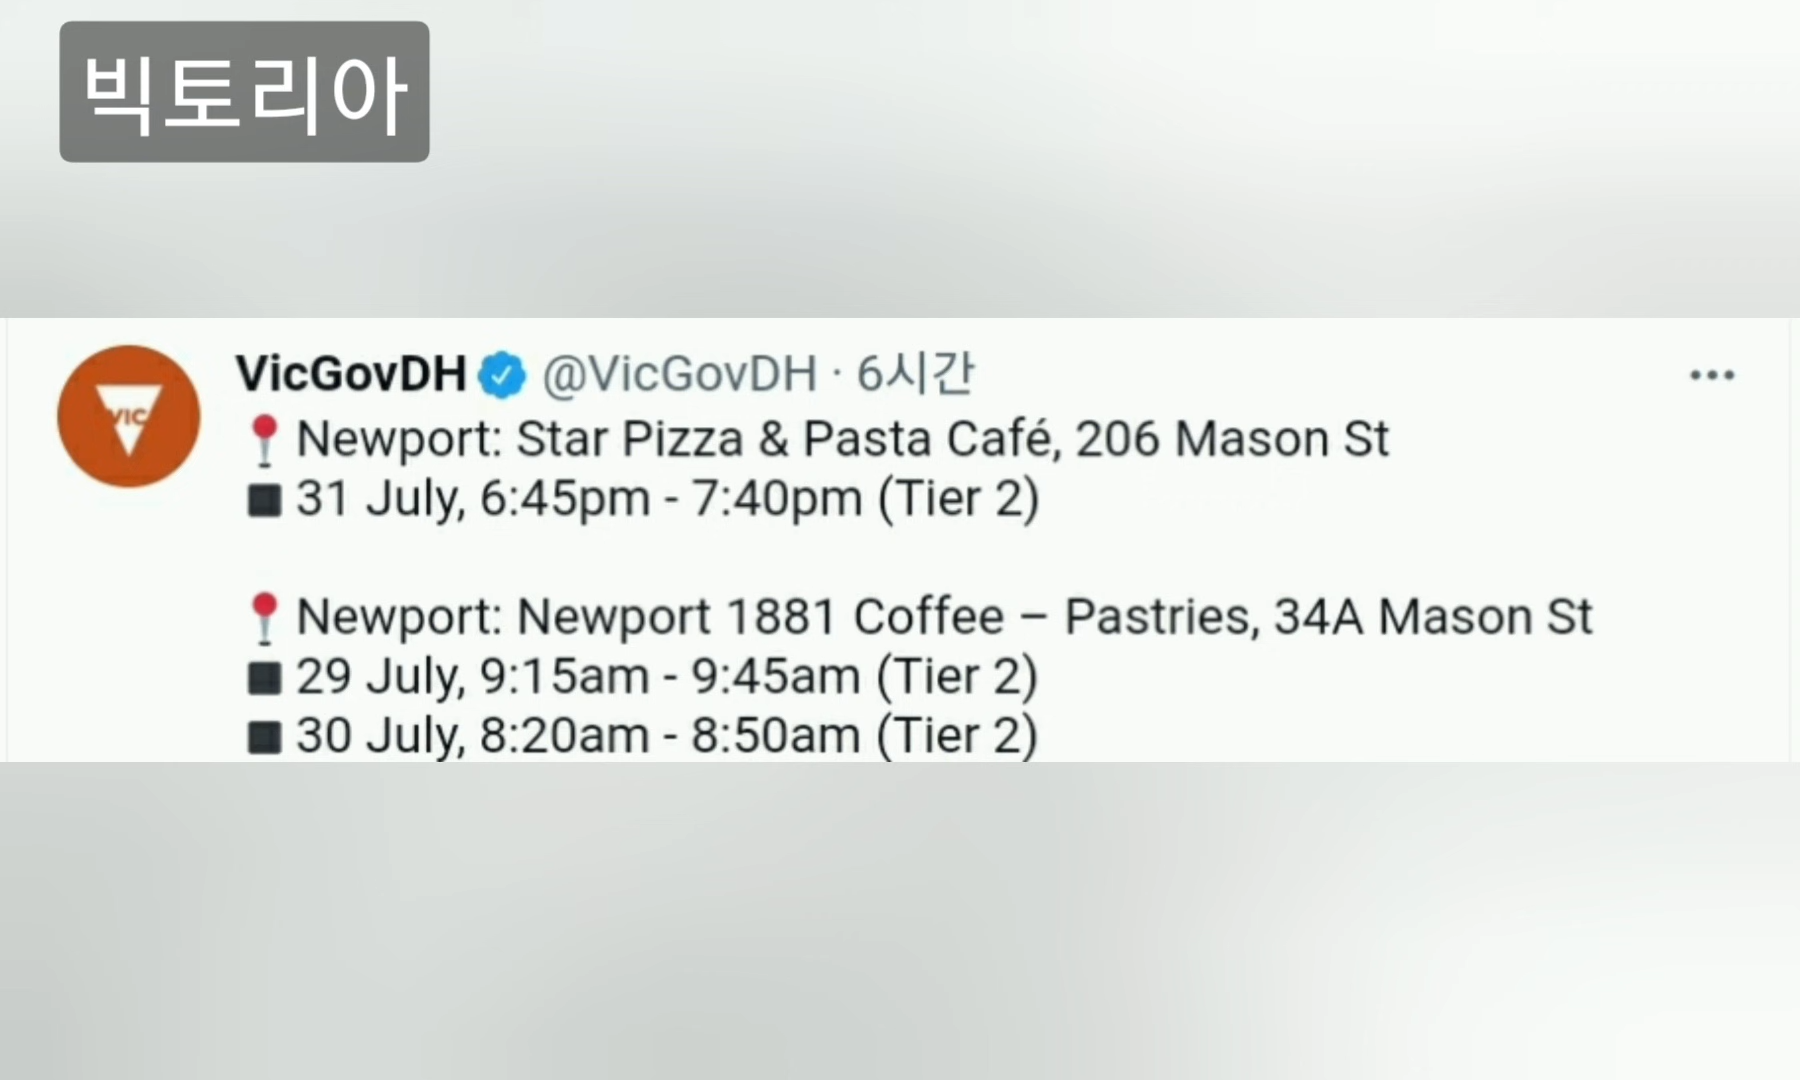 빅토리아
VicGovDH @VicGovDH · 6시간
VIC
Newport: Star Pizza & Pasta Café, 206 Mason St
31 July, 6:45pm - 7:40pm (Tier 2)
Newport: Newport 1881 Coffee – Pastries, 34A Mason St
29 July, 9:15am - 9:45am (Tier 2)
30 July, 8:20am - 8:50am (Tier 2)